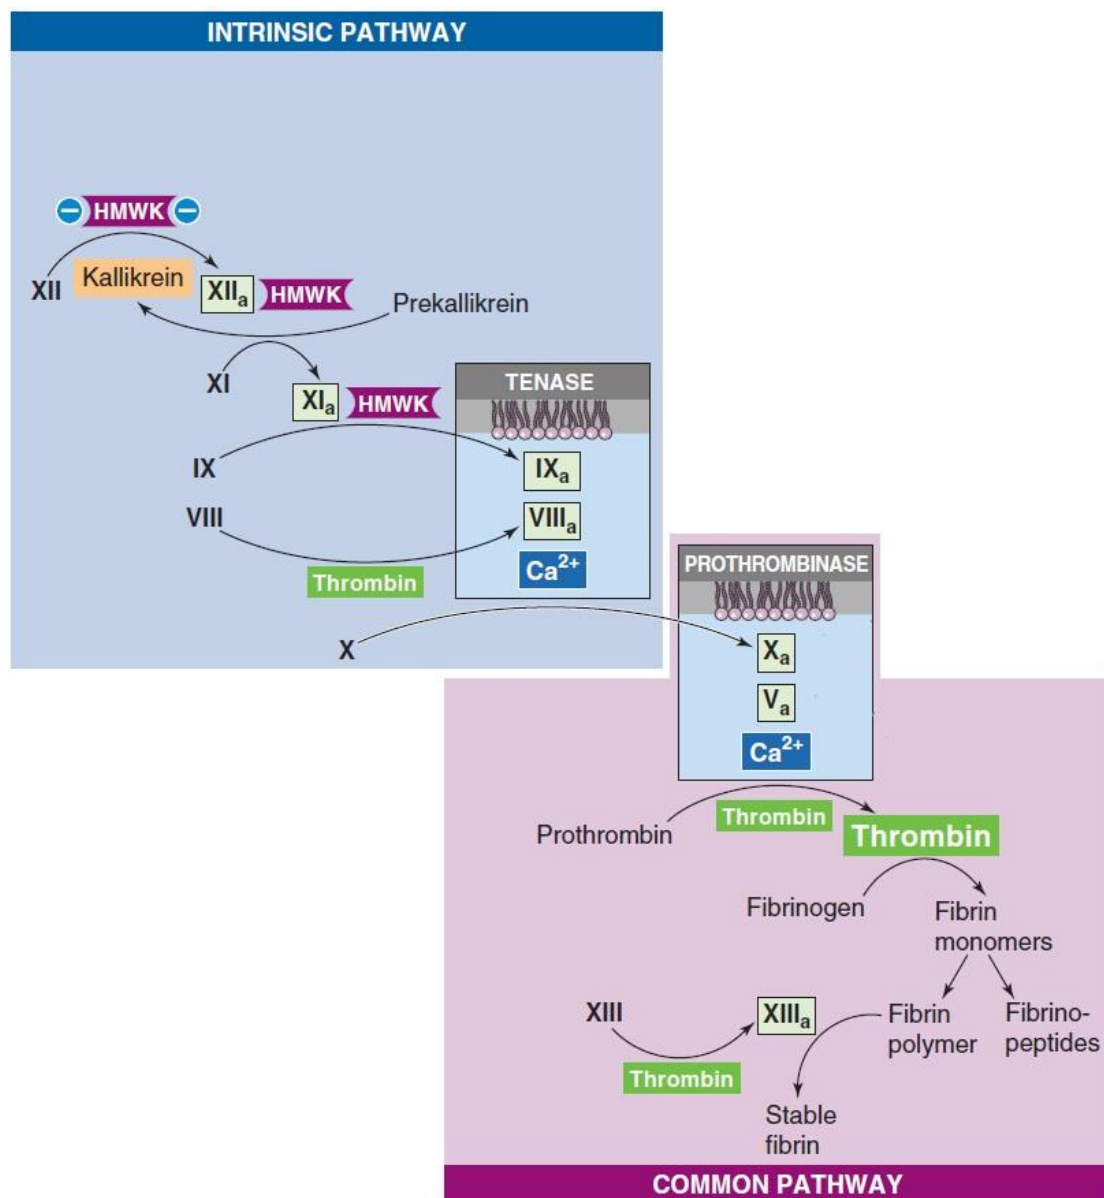 INTRINSIC PATHWAY
− HMWK −
XII
Kallikrein
XIIₐ
HMWK
Prekallikrein
XI
XIₐ
HMWK
TENASE
IX
IXₐ
VIII
VIIIₐ
Thrombin
Ca²⁺
X
PROTHROMBINASE
Xₐ
Vₐ
Ca²⁺
Prothrombin
Thrombin
Thrombin
Fibrinogen
Fibrin
monomers
XIII
XIIIₐ
Thrombin
Fibrin
polymer
Fibrino-
peptides
Stable
fibrin
COMMON PATHWAY